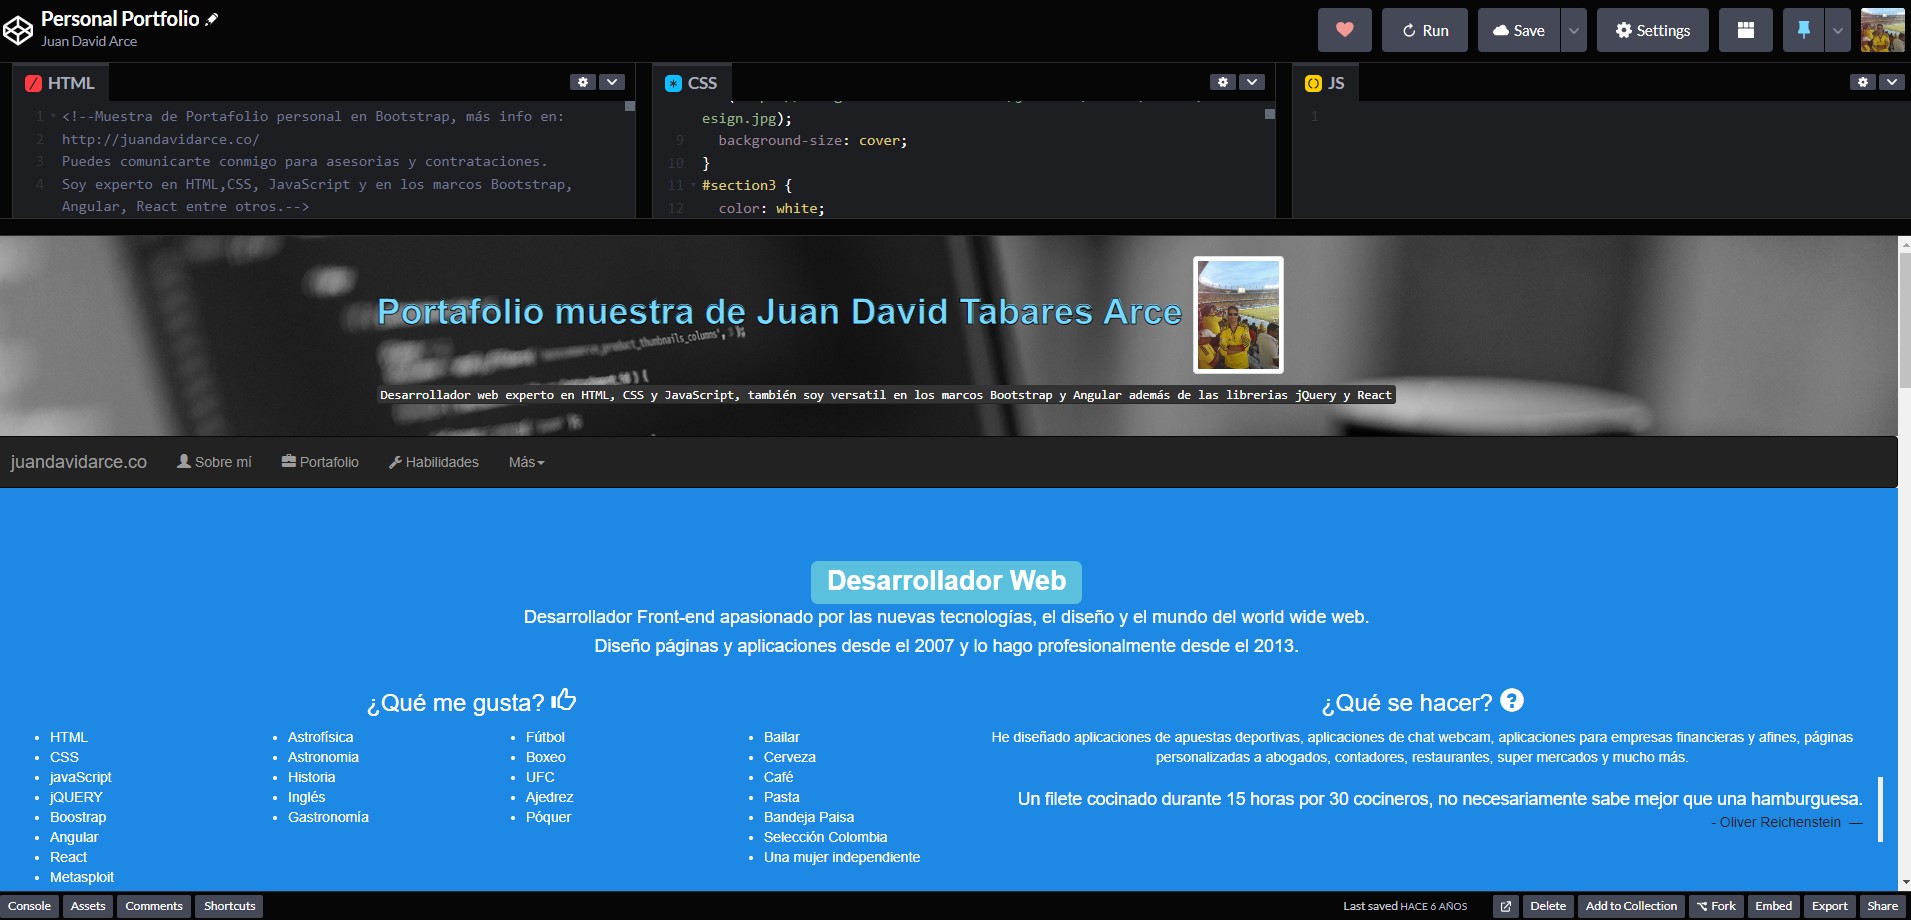 Personal Portfolio
Juan David Arce
Run
Save
Settings
HTML
CSS
JS
1 <!--Muestra de Portafolio personal en Bootstrap, más info en:
2 http://juandavidarce.co/
3 Puedes comunicarte conmigo para asesorias y contrataciones.
4 Soy experto en HTML,CSS, JavaScript y en los marcos Bootstrap,
Angular, React entre otros.-->
esign.jpg);
9 background-size: cover;
10 }
11 #section3 {
12 color: white;
1
Portafolio muestra de Juan David Tabares Arce
Desarrollador web experto en HTML, CSS y JavaScript, también soy versatil en los marcos Bootstrap y Angular además de las librerias jQuery y React
juandavidarce.co Sobre mí Portafolio Habilidades Más
Desarrollador Web
Desarrollador Front-end apasionado por las nuevas tecnologías, el diseño y el mundo del world wide web.
Diseño páginas y aplicaciones desde el 2007 y lo hago profesionalmente desde el 2013.
¿Qué me gusta?
HTML
CSS
javaScript
jQUERY
Boostrap
Angular
React
Metasploit
Astrofísica
Astronomia
Historia
Inglés
Gastronomía
Fútbol
Boxeo
UFC
Ajedrez
Póquer
Bailar
Cerveza
Café
Pasta
Bandeja Paisa
Selección Colombia
Una mujer independiente
¿Qué se hacer?
He diseñado aplicaciones de apuestas deportivas, aplicaciones de chat webcam, aplicaciones para empresas financieras y afines, páginas
personalizadas a abogados, contadores, restaurantes, super mercados y mucho más.
Un filete cocinado durante 15 horas por 30 cocineros, no necesariamente sabe mejor que una hamburguesa.
- Oliver Reichenstein —
Console Assets Comments Shortcuts Last saved HACE 6 AÑOS Delete Add to Collection Fork Embed Export Share